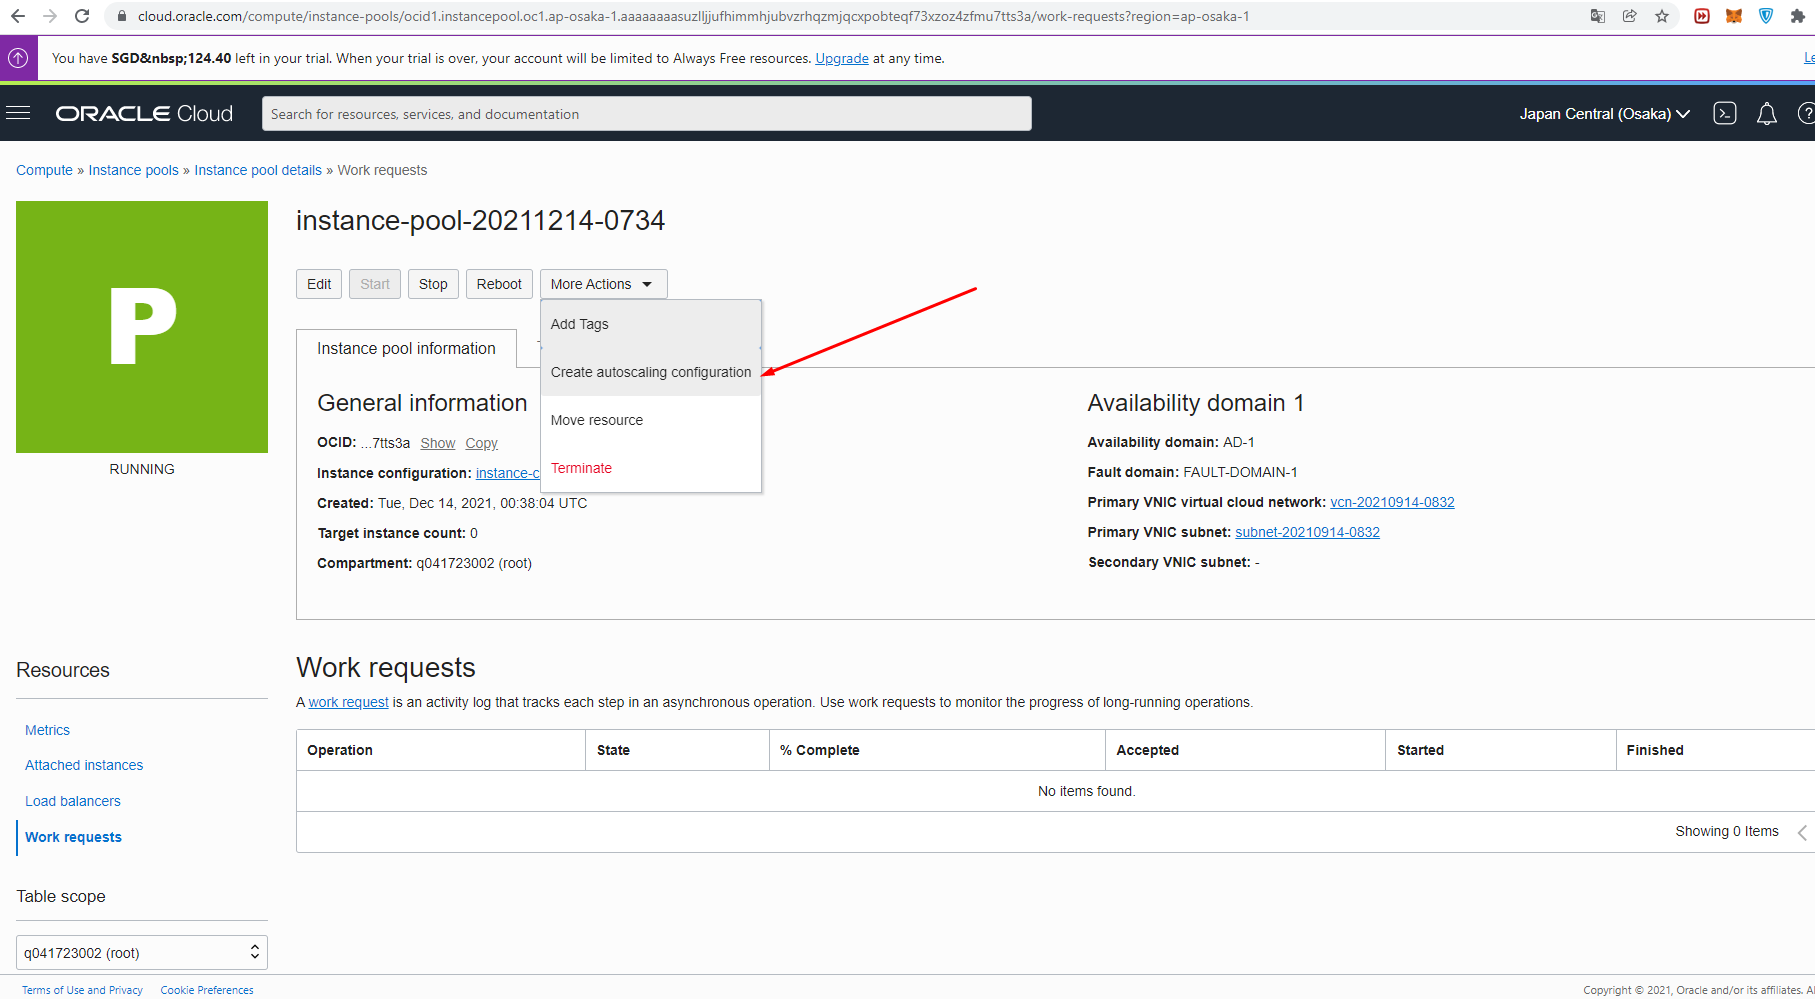 cloud.oracle.com/compute/instance-pools/ocid1.instancepool.oc1.ap-osaka-1.aaaaaaaasuzlljjufhimmhjubvzrhqzmjqcxpobteqf73xzoz4zfmu7tts3a/work-requests?region=ap-osaka-1
You have SGD&nbsp;124.40 left in your trial. When your trial is over, your account will be limited to Always Free resources. Upgrade at any time.
Le
ORACLE Cloud
Search for resources, services, and documentation
Japan Central (Osaka)
Compute » Instance pools » Instance pool details » Work requests
P
RUNNING
instance-pool-20211214-0734
Edit
Start
Stop
Reboot
More Actions
Add Tags
Create autoscaling configuration
Move resource
Terminate
Instance pool information
General information
OCID: ...7tts3a Show Copy
Instance configuration: instance-c
Created: Tue, Dec 14, 2021, 00:38:04 UTC
Target instance count: 0
Compartment: q041723002 (root)
Availability domain 1
Availability domain: AD-1
Fault domain: FAULT-DOMAIN-1
Primary VNIC virtual cloud network: vcn-20210914-0832
Primary VNIC subnet: subnet-20210914-0832
Secondary VNIC subnet: -
Resources
Metrics
Attached instances
Load balancers
Work requests
Table scope
q041723002 (root)
Work requests
A work request is an activity log that tracks each step in an asynchronous operation. Use work requests to monitor the progress of long-running operations.
Operation State % Complete Accepted Started Finished
No items found.
Showing 0 Items
Terms of Use and Privacy Cookie Preferences
Copyright © 2021, Oracle and/or its affiliates. A